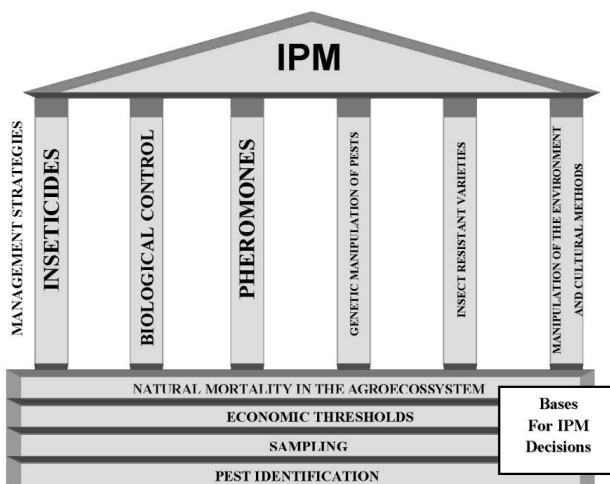 IPM
MANAGEMENT STRATEGIES
INSETICIDES
BIOLOGICAL CONTROL
PHEROMONES
GENETIC MANIPULATION OF PESTS
INSECT RESISTANT VARIETIES
MANIPULATION OF THE ENVIRONMENT
AND CULTURAL METHODS
NATURAL MORTALITY IN THE AGROECOSSYSTEM
ECONOMIC THRESHOLDS
SAMPLING
PEST IDENTIFICATION
Bases
For IPM
Decisions